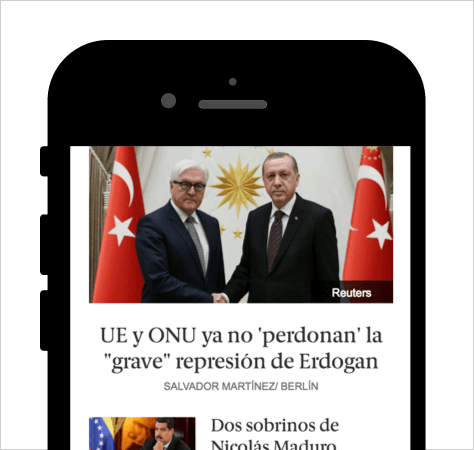 Reuters
UE y ONU ya no 'perdonan' la
"grave" represión de Erdogan
SALVADOR MARTÍNEZ/ BERLÍN
Dos sobrinos de
Nicolás Maduro